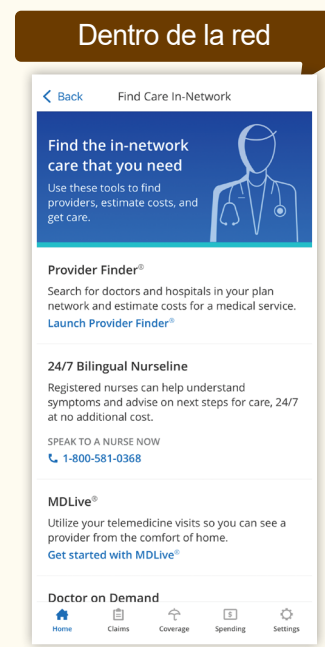 Dentro de la red
Back
Find Care In-Network
Find the in-network
care that you need
Use these tools to find
providers, estimate costs, and
get care.
Provider Finder®
Search for doctors and hospitals in your plan
network and estimate costs for a medical service.
Launch Provider Finder®
24/7 Bilingual Nurseline
Registered nurses can help understand
symptoms and advise on next steps for care, 24/7
at no additional cost.
SPEAK TO A NURSE NOW
1-800-581-0368
MDLive®
Utilize your telemedicine visits so you can see a
provider from the comfort of home.
Get started with MDLive®
Doctor on Demand
Home Claims Coverage Spending Settings